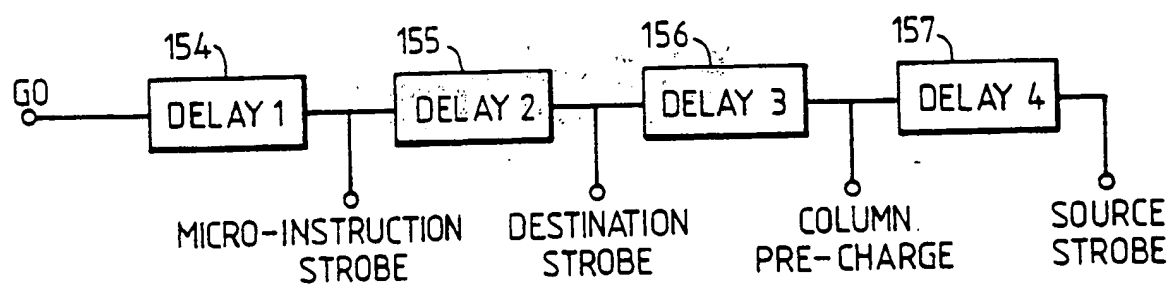 154
155
156
157
GO
DELAY 1
DELAY 2
DELAY 3
DELAY 4
MICRO-INSTRUCTION
STROBE
DESTINATION
STROBE
COLUMN
PRE-CHARGE
SOURCE
STROBE